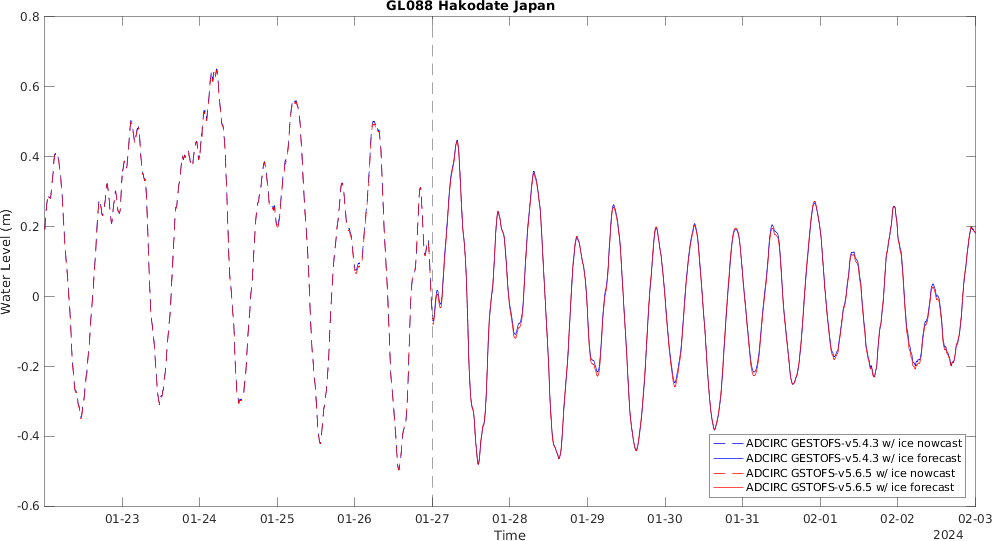 GL088 Hakodate Japan
0.8
0.6
0.4
0.2
0
-0.2
-0.4
-0.6
Water Level (m)
ADCIRC GESTOFS-v5.4.3 w/ ice nowcast
ADCIRC GESTOFS-v5.4.3 w/ ice forecast
ADCIRC GSTOFS-v5.6.5 w/ ice nowcast
ADCIRC GSTOFS-v5.6.5 w/ ice forecast
01-23 01-24 01-25 01-26 01-27 01-28 01-29 01-30 01-31 02-01 02-02 02-03
Time
2024